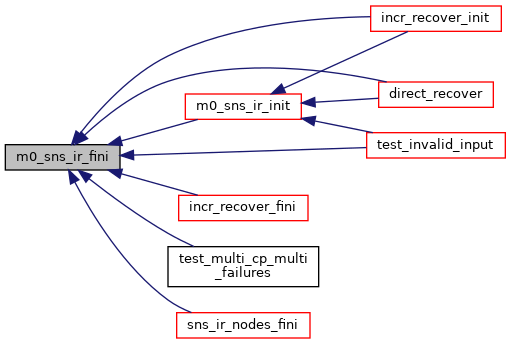 incr_recover_init
direct_recover
m0_sns_ir_init
test_invalid_input
m0_sns_ir_fini
incr_recover_fini
test_multi_cp_multi
_failures
sns_ir_nodes_fini